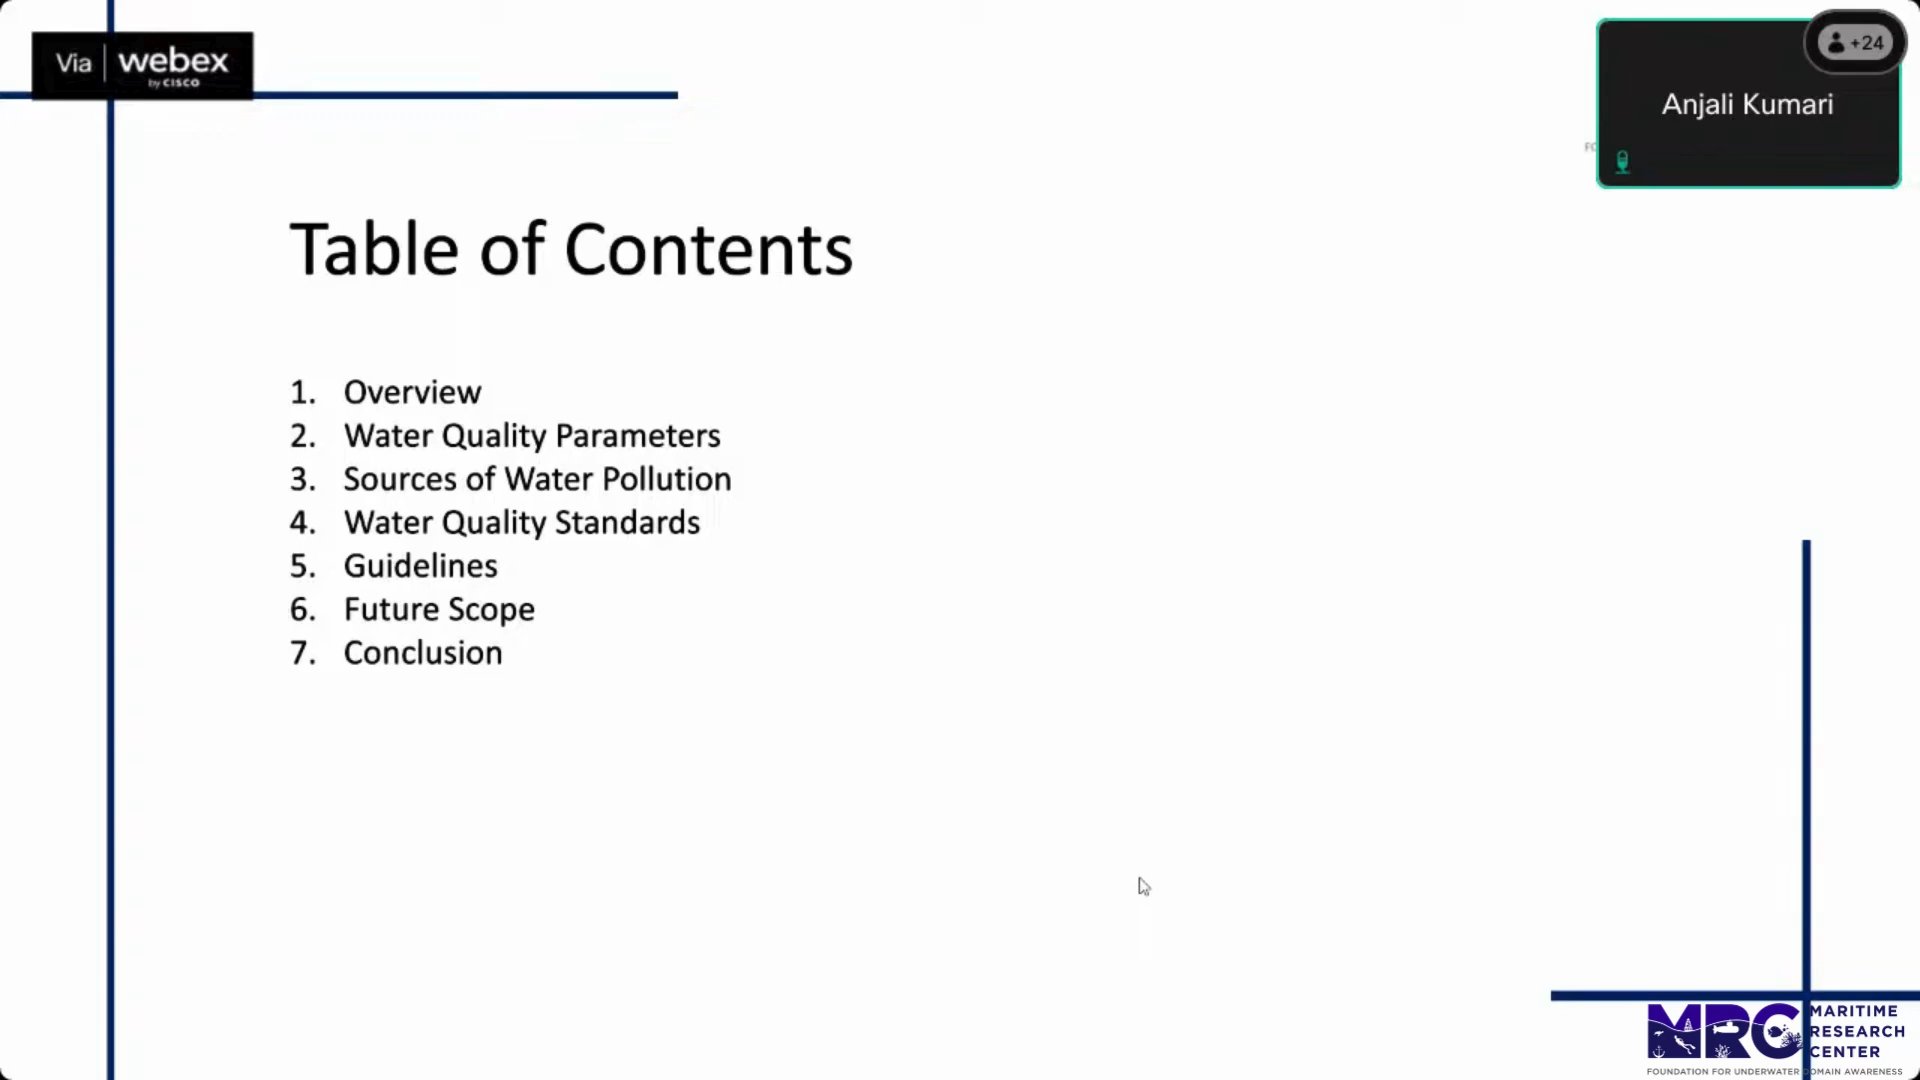 Via webex
by CISCO
+24
Anjali Kumari
Table of Contents
1. Overview
2. Water Quality Parameters
3. Sources of Water Pollution
4. Water Quality Standards
5. Guidelines
6. Future Scope
7. Conclusion
MRC MARITIME
RESEARCH
CENTER
FOUNDATION FOR UNDERWATER DOMAIN AWARENESS